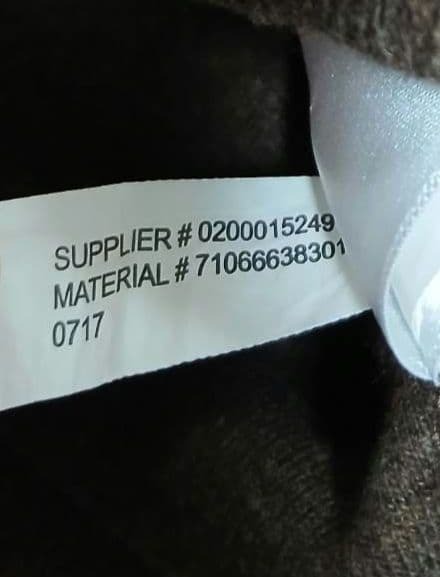 SUPPLIER # 0200015249
MATERIAL # 71066638301
0717